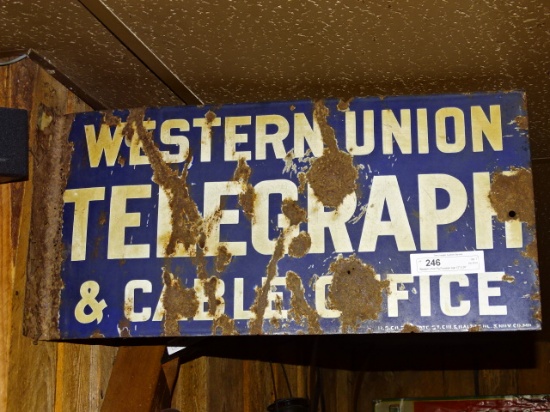 WESTERN UNION
TELEGRAPH
& CABLE OFFICE
246